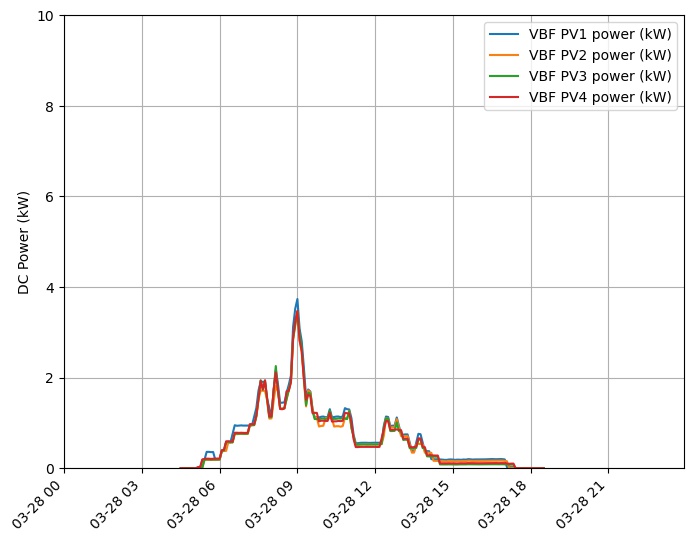 10
8
6
4
2
0
DC Power (kW)
VBF PV1 power (kW)
VBF PV2 power (kW)
VBF PV3 power (kW)
VBF PV4 power (kW)
03-28 00
03-28 03
03-28 06
03-28 09
03-28 12
03-28 15
03-28 18
03-28 21